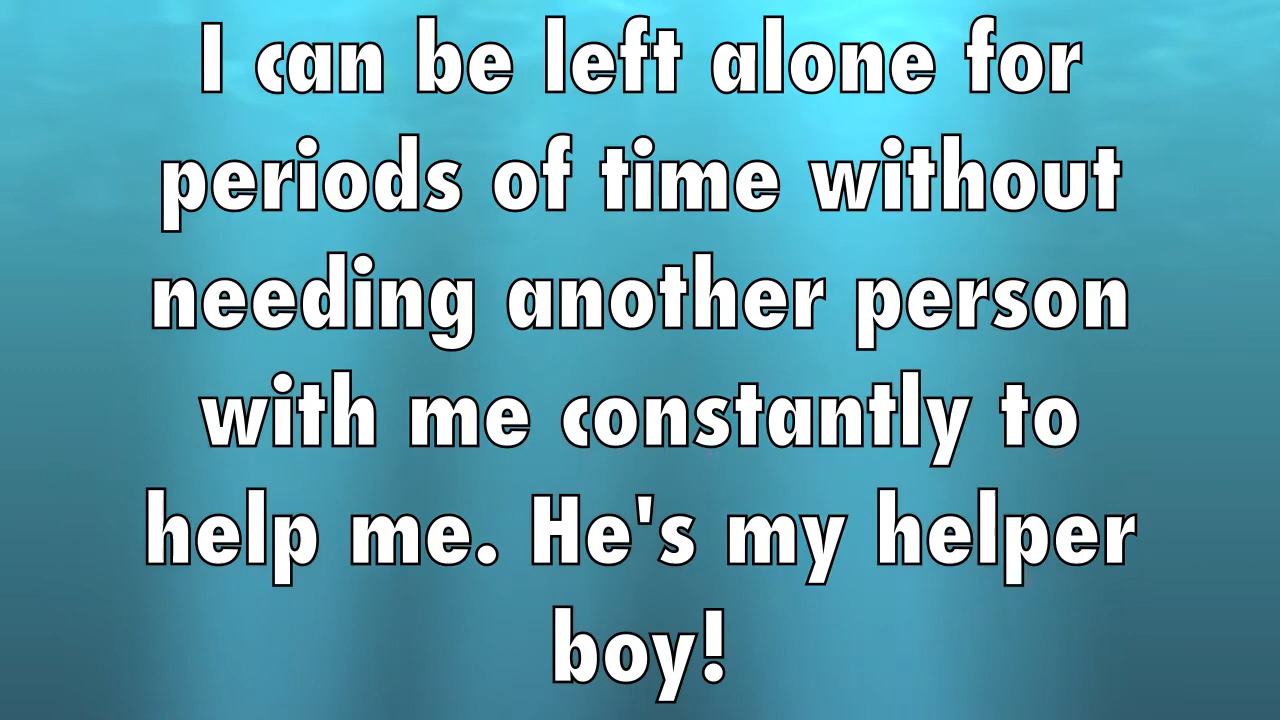 I can be left alone for
periods of time without
needing another person
with me constantly to
help me. He's my helper
boy!